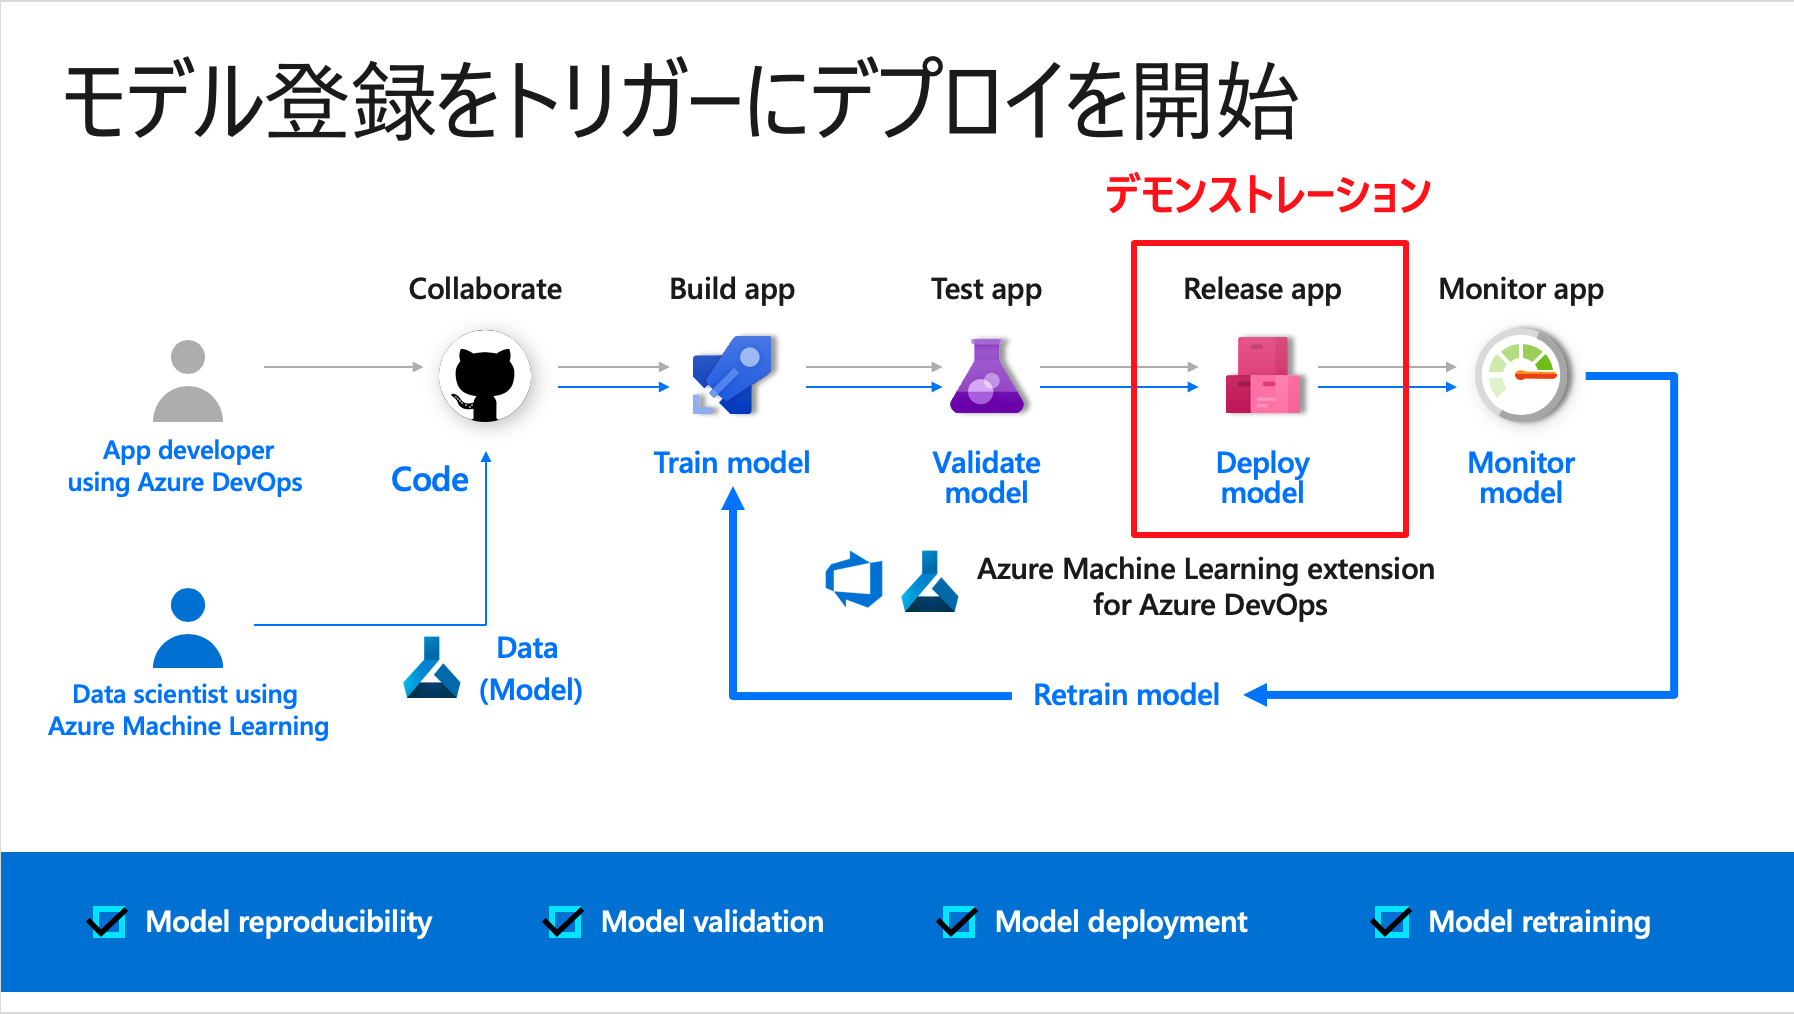 モデル登録をトリガーにデプロイを開始
デモンストレーション
Collaborate
Build app
Test app
Release app
Monitor app
App developer
using Azure DevOps
Code
Train model
Validate
model
Deploy
model
Monitor
model
Azure Machine Learning extension
for Azure DevOps
Data
(Model)
Retrain model
Data scientist using
Azure Machine Learning
Model reproducibility
Model validation
Model deployment
Model retraining